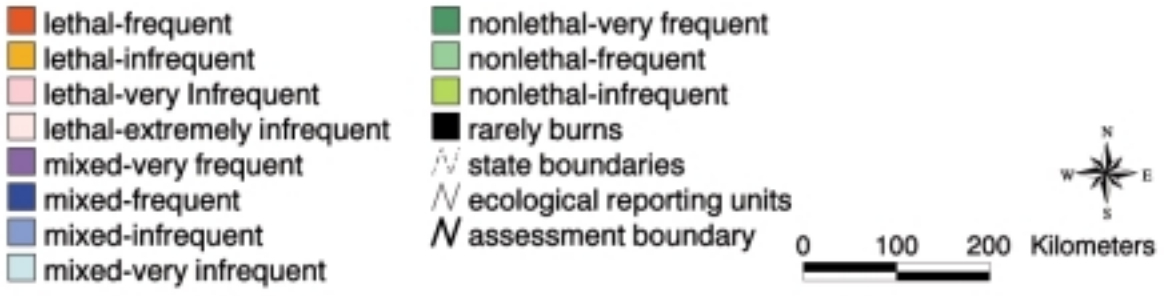 lethal-frequent
lethal-infrequent
lethal-very Infrequent
lethal-extremely infrequent
mixed-very frequent
mixed-frequent
mixed-infrequent
mixed-very infrequent
nonlethal-very frequent
nonlethal-frequent
nonlethal-infrequent
rarely burns
state boundaries
ecological reporting units
assessment boundary
N
W E
S
0 100 200 Kilometers